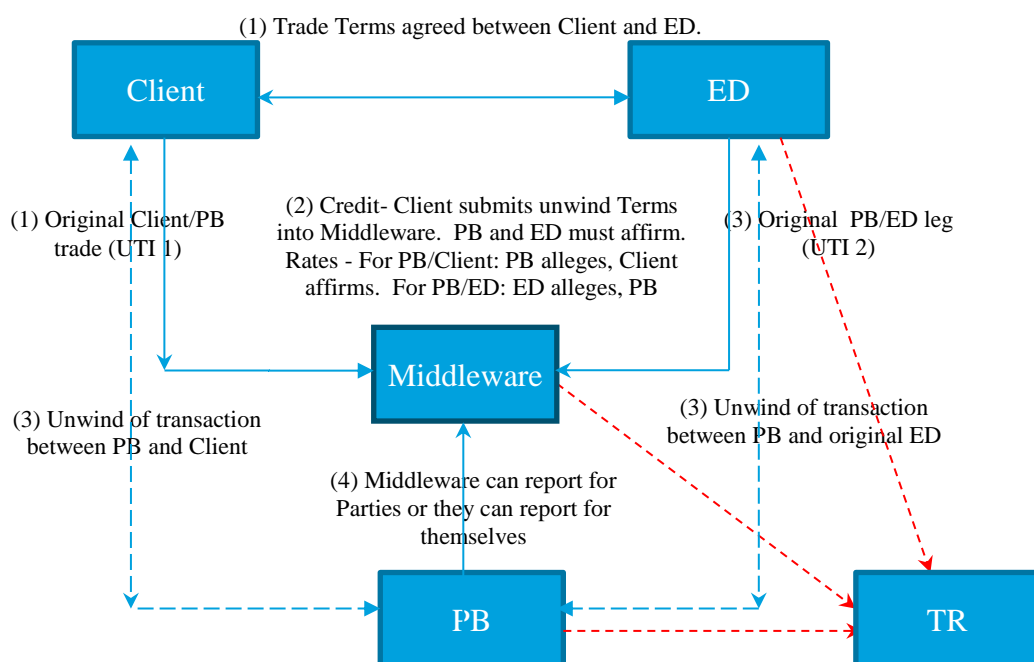 (1) Trade Terms agreed between Client and ED.
Client
ED
(1) Original Client/PB
trade (UTI 1)
(2) Credit- Client submits unwind Terms
into Middleware. PB and ED must affirm.
Rates - For PB/Client: PB alleges, Client
affirms. For PB/ED: ED alleges, PB
(3) Original PB/ED leg
(UTI 2)
Middleware
(3) Unwind of transaction
between PB and Client
(3) Unwind of transaction
between PB and original ED
(4) Middleware can report for
Parties or they can report for
themselves
PB
TR